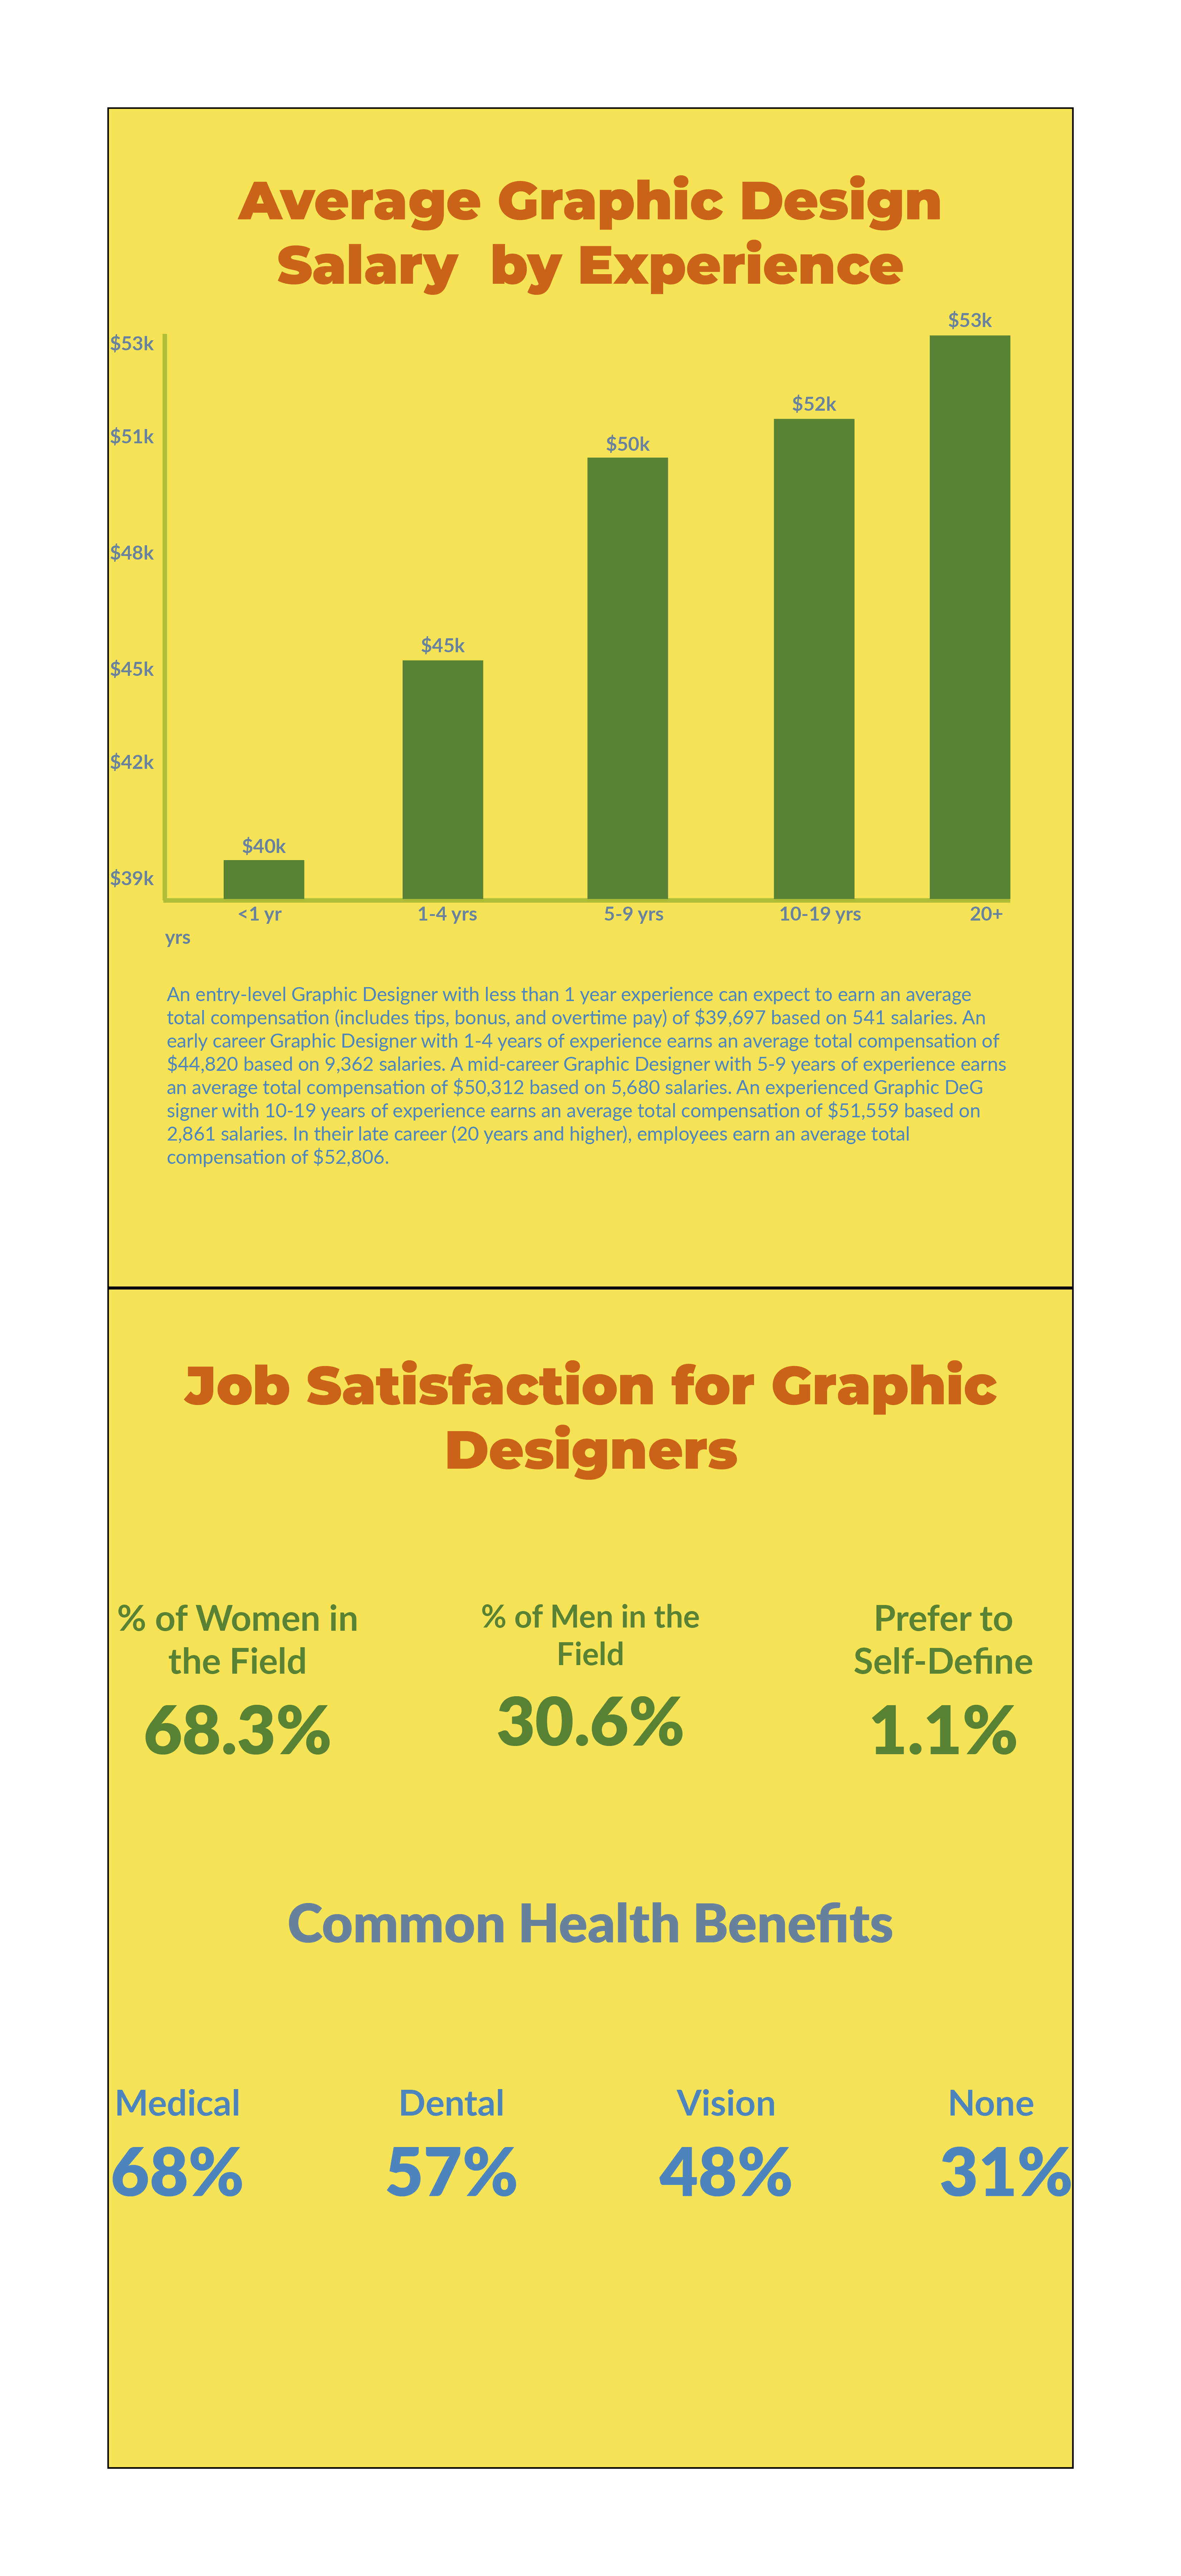 Average Graphic Design
Salary  by Experience
$53k
$53k
$52k
$51k
$50k
$48k
$45k
$45k
$42k
$40k
$39k
<1 yr 1-4 yrs 5-9 yrs 10-19 yrs 20+
yrs
An entry-level Graphic Designer with less than 1 year experience can expect to earn an average
total compensation (includes tips, bonus, and overtime pay) of $39,697 based on 541 salaries. An
early career Graphic Designer with 1-4 years of experience earns an average total compensation of
$44,820 based on 9,362 salaries. A mid-career Graphic Designer with 5-9 years of experience earns
an average total compensation of $50,312 based on 5,680 salaries. An experienced Graphic DeG
signer with 10-19 years of experience earns an average total compensation of $51,559 based on
2,861 salaries. In their late career (20 years and higher), employees earn an average total
compensation of $52,806.
Job Satisfaction for Graphic
Designers
% of Women in
the Field
68.3%
% of Men in the
Field
30.6%
Prefer to
Self-Define
1.1%
Common Health Benefits
Medical Dental Vision None
68% 57% 48% 31%